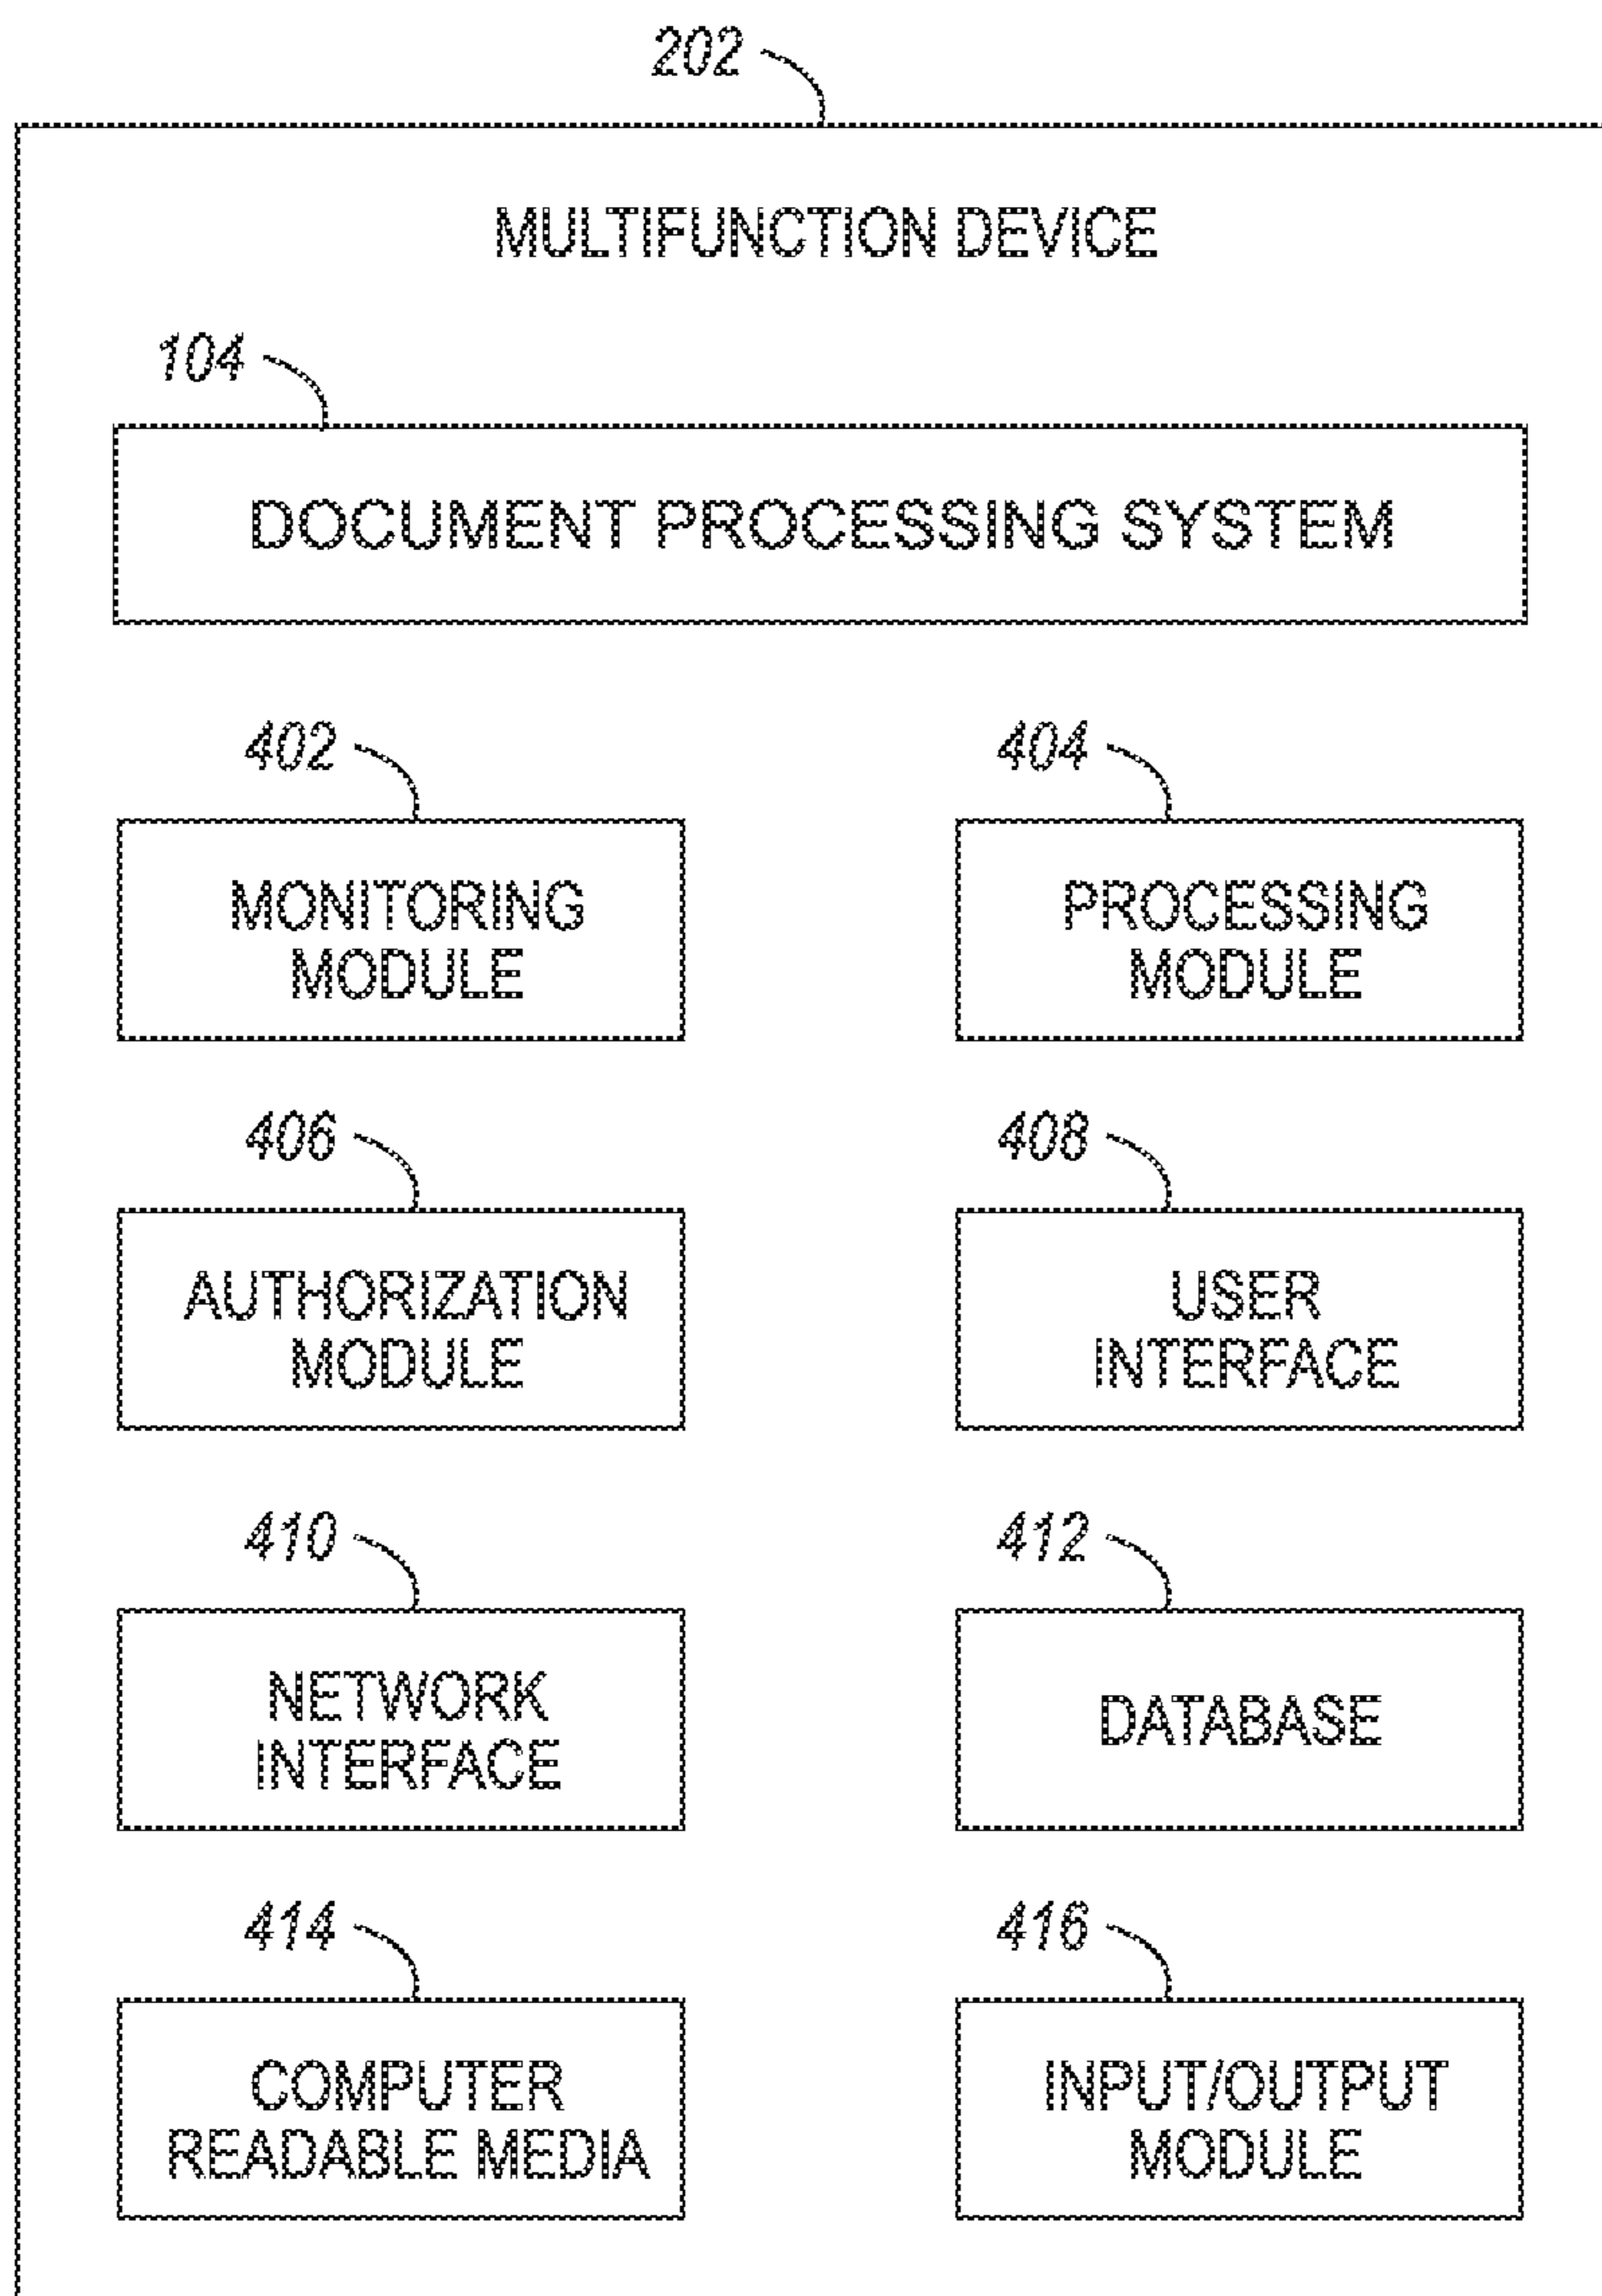 202
MULTIFUNCTION DEVICE
104
DOCUMENT PROCESSING SYSTEM
402
MONITORING
MODULE
404
PROCESSING
MODULE
406
AUTHORIZATION
MODULE
408
USER
INTERFACE
410
NETWORK
INTERFACE
412
DATABASE
414
COMPUTER
READABLE MEDIA
416
INPUT/OUTPUT
MODULE